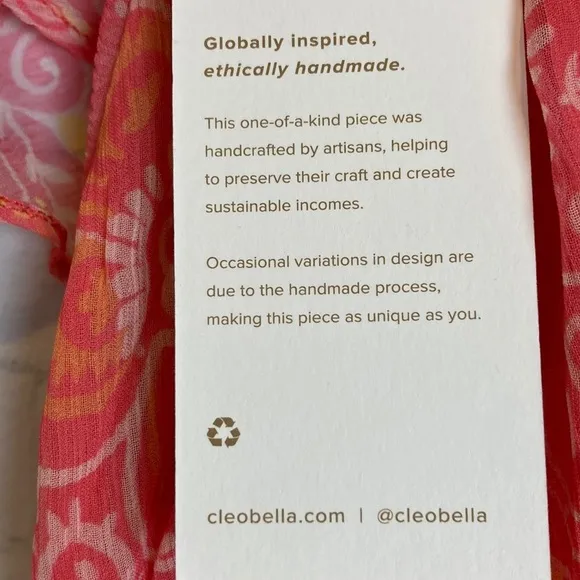 Globally inspired,
ethically handmade.
This one-of-a-kind piece was
handcrafted by artisans, helping
to preserve their craft and create
sustainable incomes.
Occasional variations in design are
due to the handmade process,
making this piece as unique as you.
cleobella.com | @cleobella